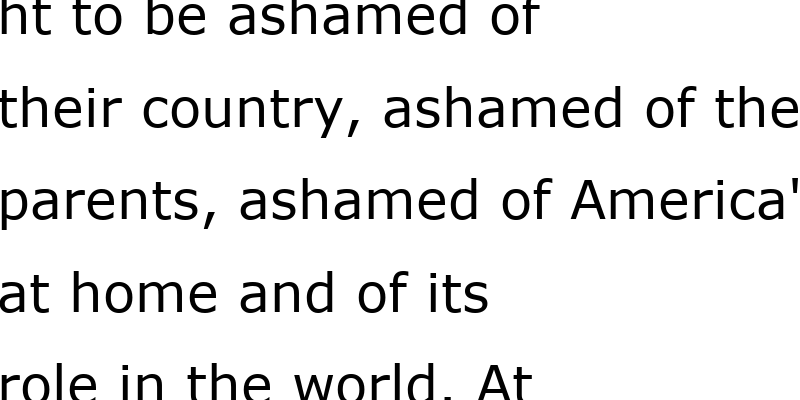 ht to be ashamed of
their country, ashamed of the
parents, ashamed of America'
at home and of its
role in the world. At